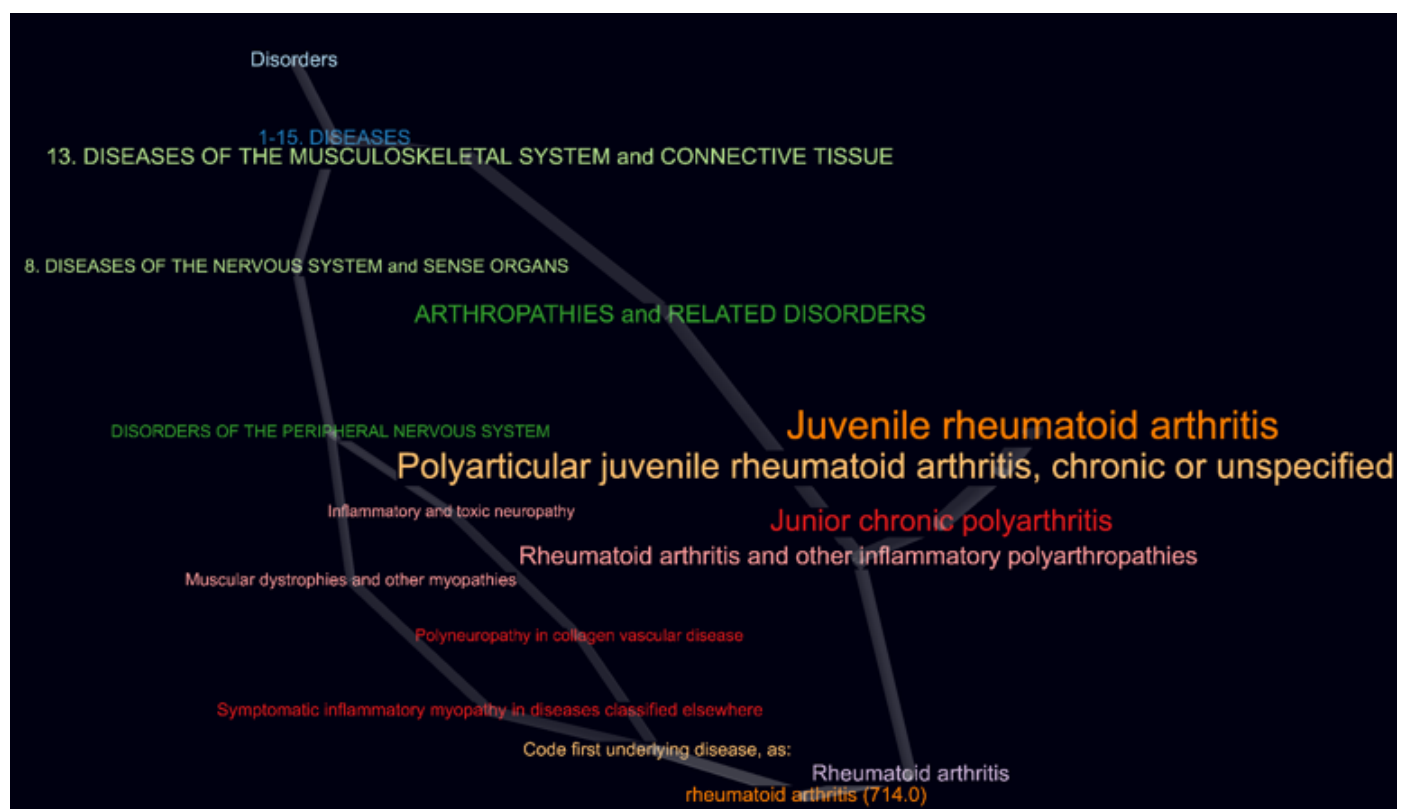 Disorders
1-15. DISEASES
13. DISEASES OF THE MUSCULOSKELETAL SYSTEM and CONNECTIVE TISSUE
8. DISEASES OF THE NERVOUS SYSTEM and SENSE ORGANS
ARTHROPATHIES and RELATED DISORDERS
Juvenile rheumatoid arthritis
DISORDERS OF THE PERIPHERAL NERVOUS SYSTEM
Polyarticular juvenile rheumatoid arthritis, chronic or unspecified
Inflammatory and toxic neuropathy
Junior chronic polyarthritis
Rheumatoid arthritis and other inflammatory polyarthropathies
Muscular dystrophies and other myopathies
Polyneuropathy in collagen vascular disease
Symptomatic inflammatory myopathy in diseases classified elsewhere
Code first underlying disease, as:
Rheumatoid arthritis
rheumatoid arthritis (714.0)